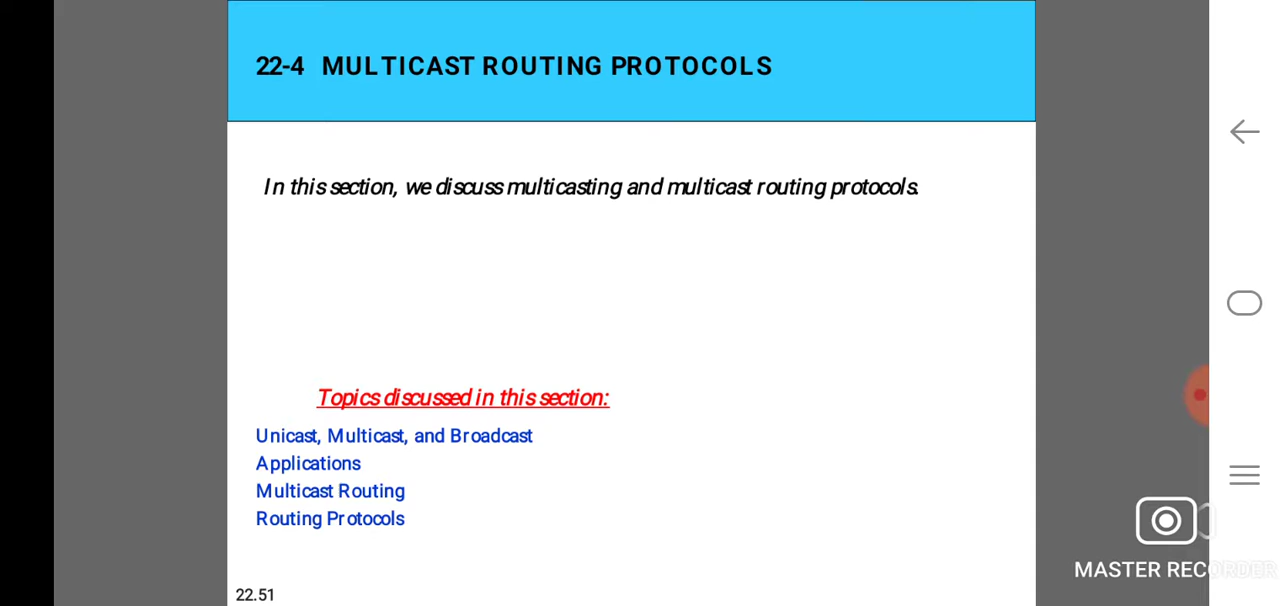 22-4 MULTICAST ROUTING PROTOCOLS
In this section, we discuss multicasting and multicast routing protocols.
Topics discussed in this section:
Unicast, Multicast, and Broadcast
Applications
Multicast Routing
Routing Protocols
22.51
MASTER RECORDER